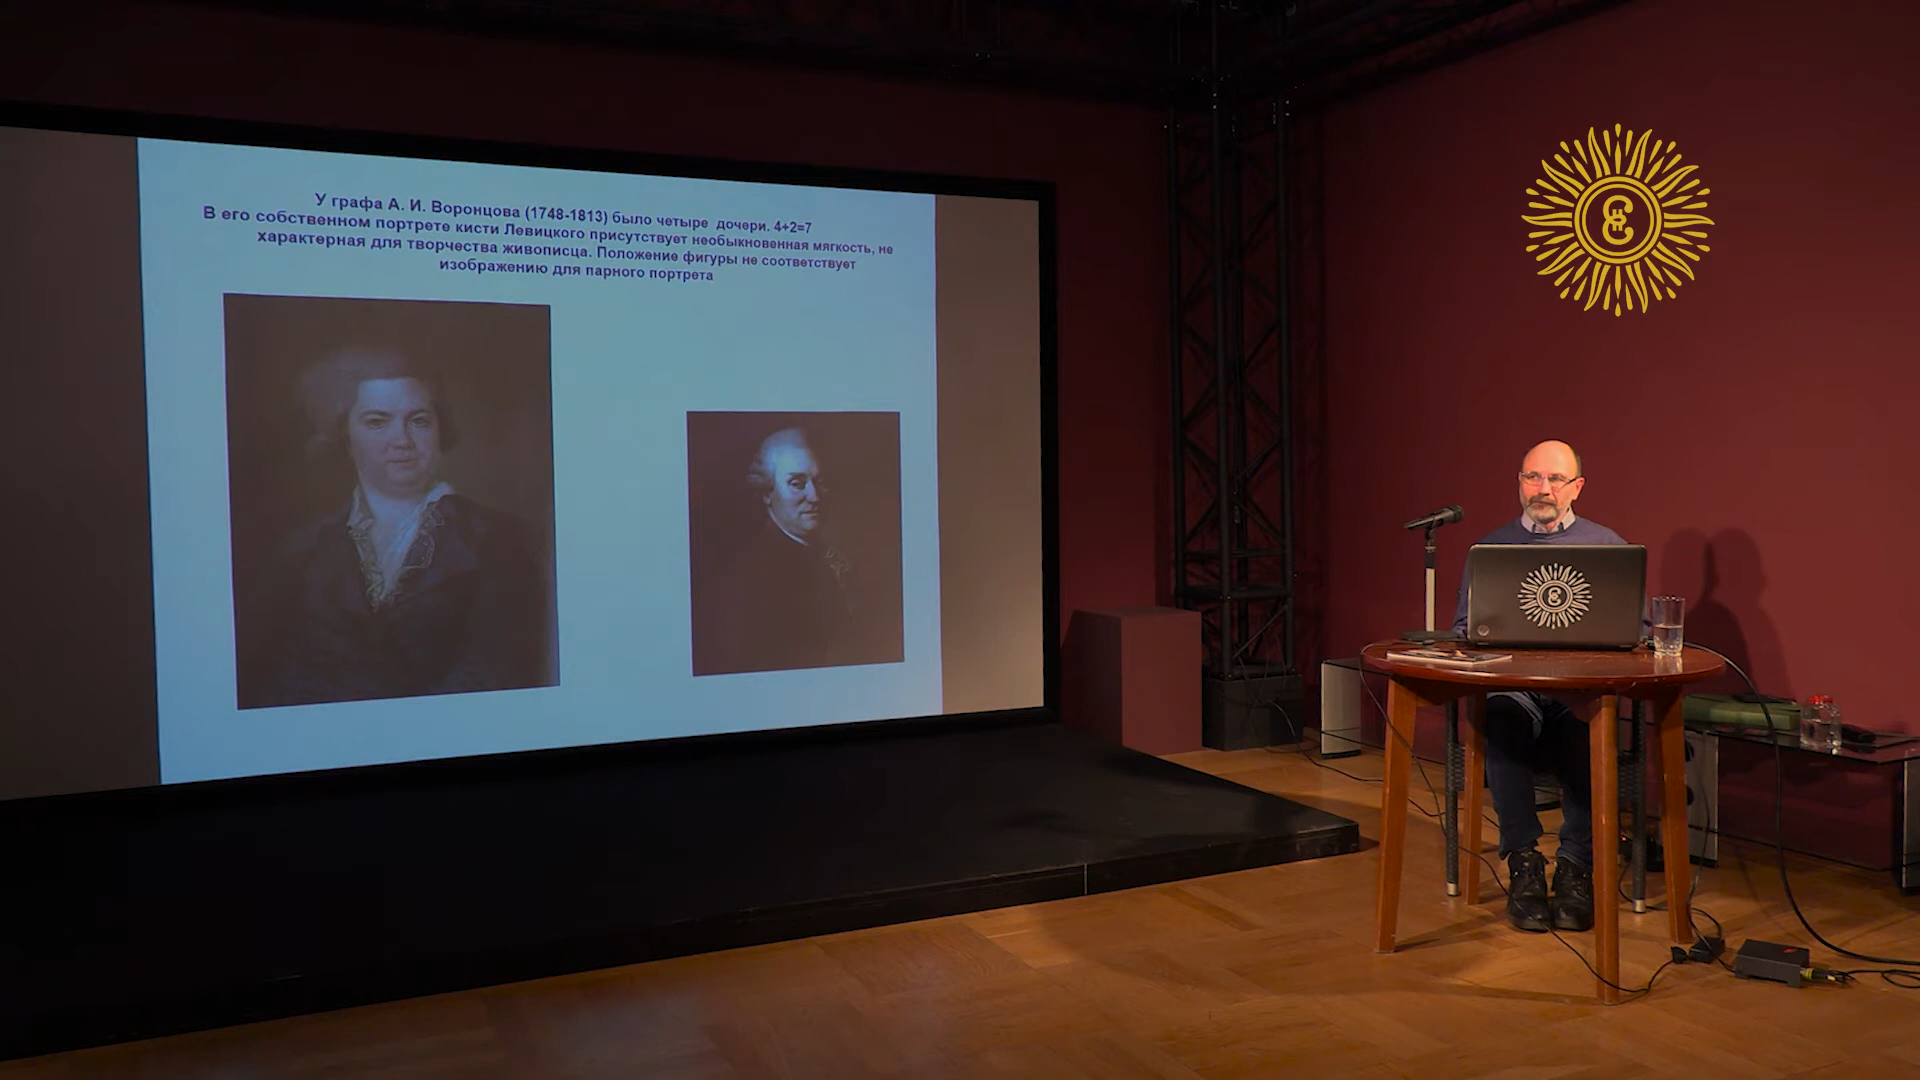 У графа А. И. Воронцова (1748-1813) было четыре дочери. 4+2=7
В его собственном портрете кисти Левицкого присутствует необыкновенная мягкость, не
характерная для творчества живописца. Положение фигуры не соответствует
изображению для парного портрета